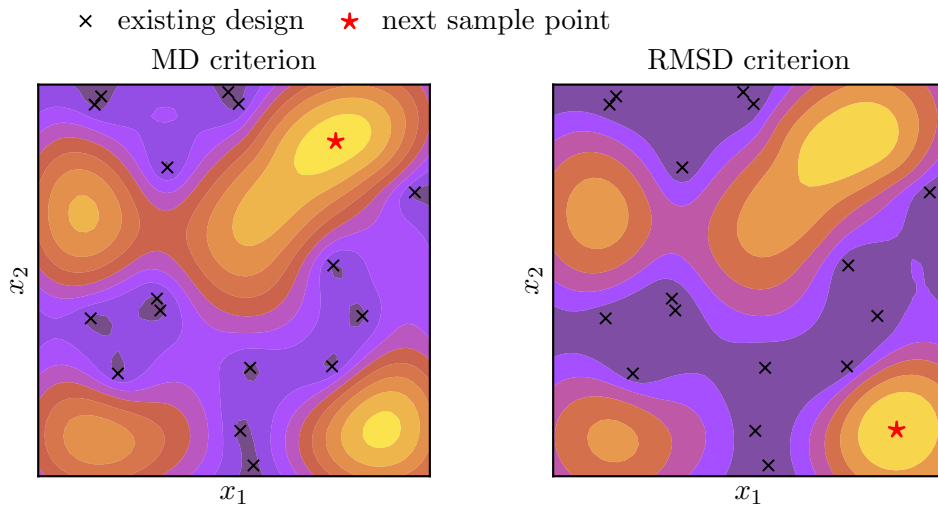 existing design next sample point
MD criterion RMSD criterion
x2 x2
x1 x1